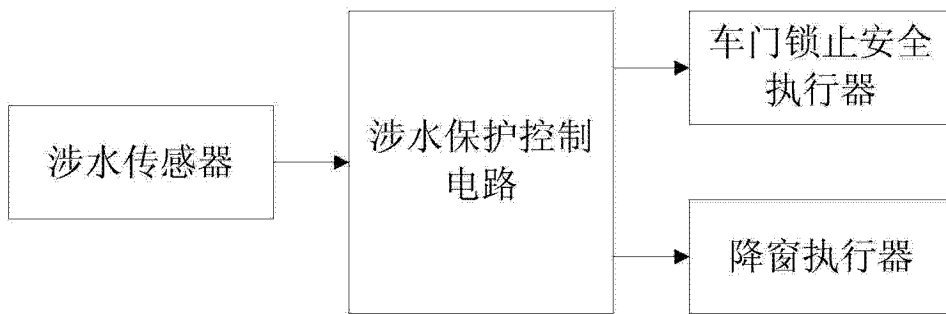 涉水传感器
涉水保护控制
电路
车门锁止安全
执行器
降窗执行器